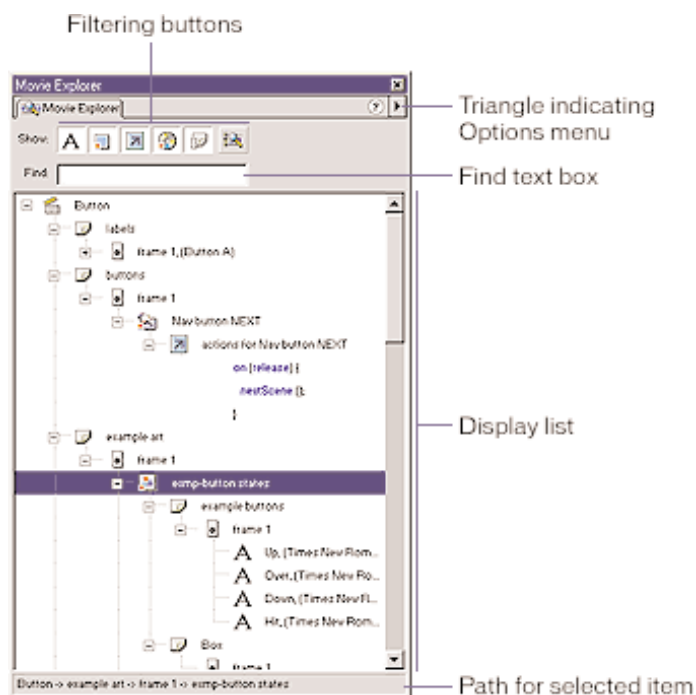 Filtering buttons
Movie Explorer
Movie Explorer
Triangle indicating
Options menu
Show:
Find:
Find text box
Button
labels
frame 1, (Button A)
buttons
frame 1
Nav button NEXT
actions for Nav button NEXT
on (release) {
nextScene ();
}
Display list
example art
frame 1
exmp-button states
example buttons
frame 1
Up, (Times New Rom...
Over, (Times New Ro...
Down, (Times New R...
Hit, (Times New Rom...
Box
frame 1
Button -> example art -> frame 1 -> exmp-button states
Path for selected item